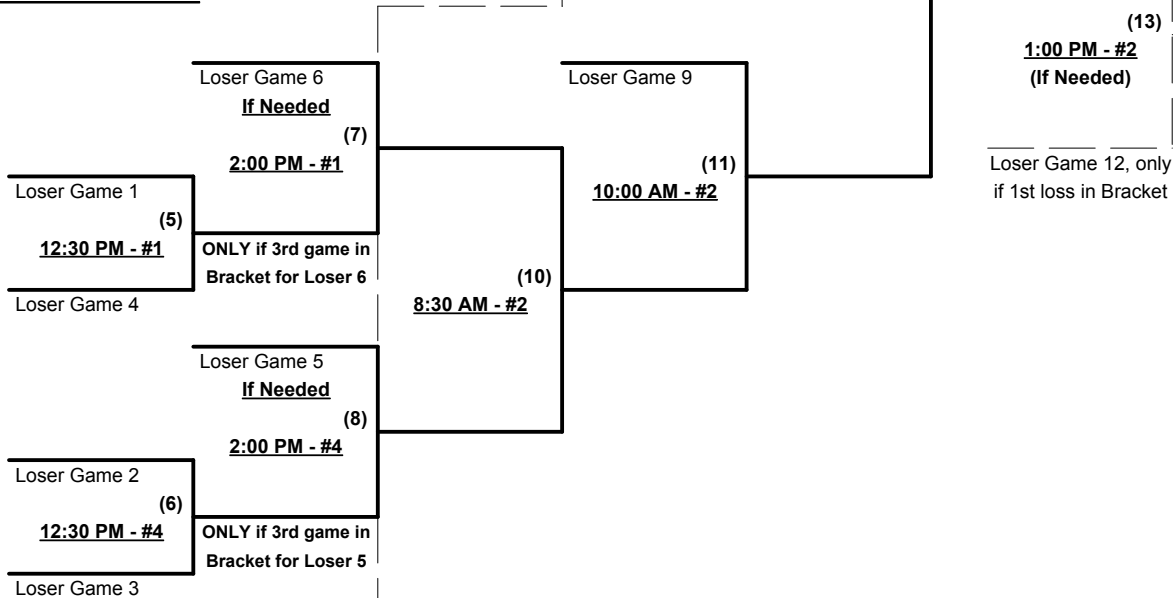 (13)
1:00 PM - #2
(If Needed)
Loser Game 12, only
if 1st loss in Bracket
Loser Game 6
If Needed
(7)
2:00 PM - #1
Loser Game 9
(11)
10:00 AM - #2
Loser Game 1
(5)
12:30 PM - #1
Loser Game 4
ONLY if 3rd game in
Bracket for Loser 6
(10)
8:30 AM - #2
Loser Game 5
If Needed
(8)
2:00 PM - #4
Loser Game 2
(6)
12:30 PM - #4
Loser Game 3
ONLY if 3rd game in
Bracket for Loser 5